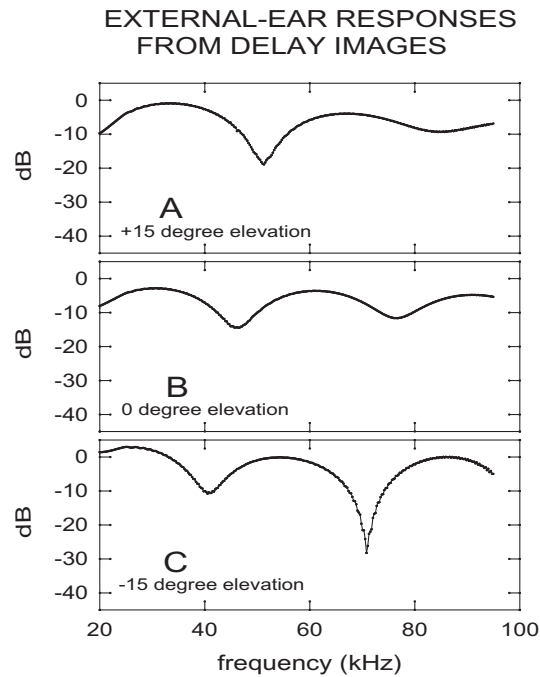 EXTERNAL-EAR RESPONSES
FROM DELAY IMAGES
0
-10
-20
-30
-40
dB
A
+15 degree elevation
0
-10
-20
-30
-40
dB
B
0 degree elevation
0
-10
-20
-30
-40
dB
C
-15 degree elevation
20 40 60 80 100
frequency (kHz)